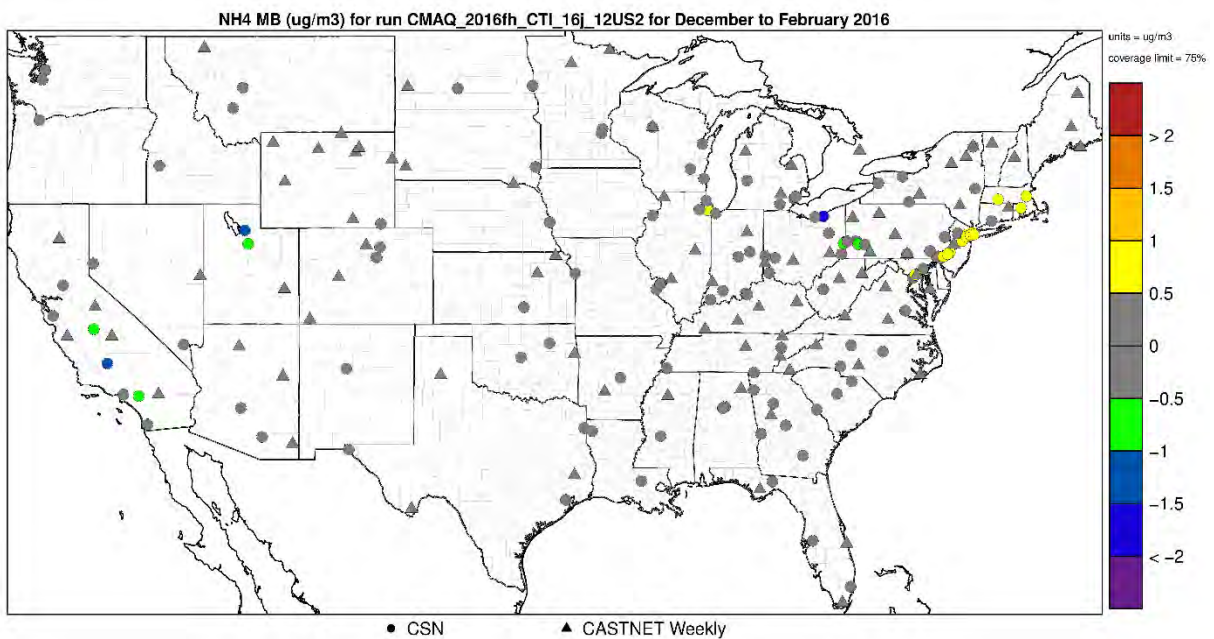 NH4 MB (ug/m3) for run CMAQ_2016fh_CTI_16j_12US2 for December to February 2016
units = ug/m3
coverage limit = 75%
> 2
1.5
1
0.5
0
−0.5
−1
−1.5
< −2
● CSN ▲ CASTNET Weekly